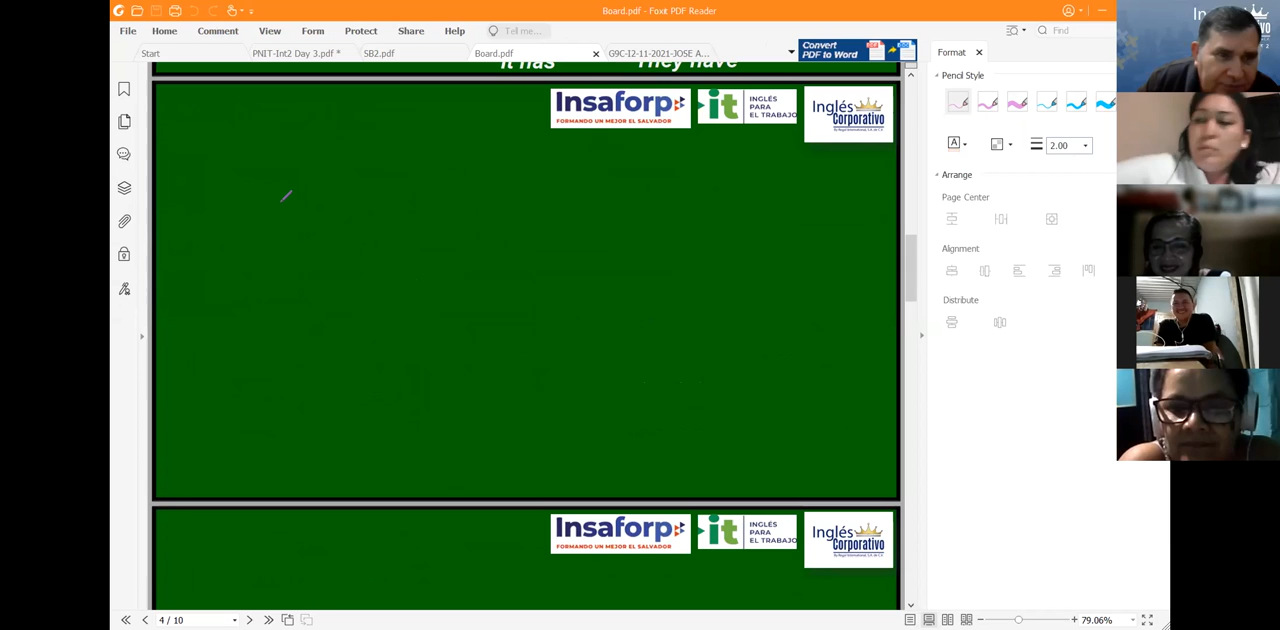 Board.pdf - Foxit PDF Reader
File Home Comment View Form Protect Share Help Tell me... Find
Start PNIT-Int2 Day 3.pdf * SB2.pdf Board.pdf G9C-I2-11-2021-JOSE A...
Convert
PDF to Word
Format
It has They have
Pencil Style
Insaforp
FORMANDO UN MEJOR EL SALVADOR
it
INGLÉS
PARA
EL TRABAJO
Inglés
Corporativo
2.00
Arrange
Page Center
Alignment
Distribute
Insaforp
FORMANDO UN MEJOR EL SALVADOR
it
INGLÉS
PARA
EL TRABAJO
Inglés
Corporativo
4 / 10
79.06%